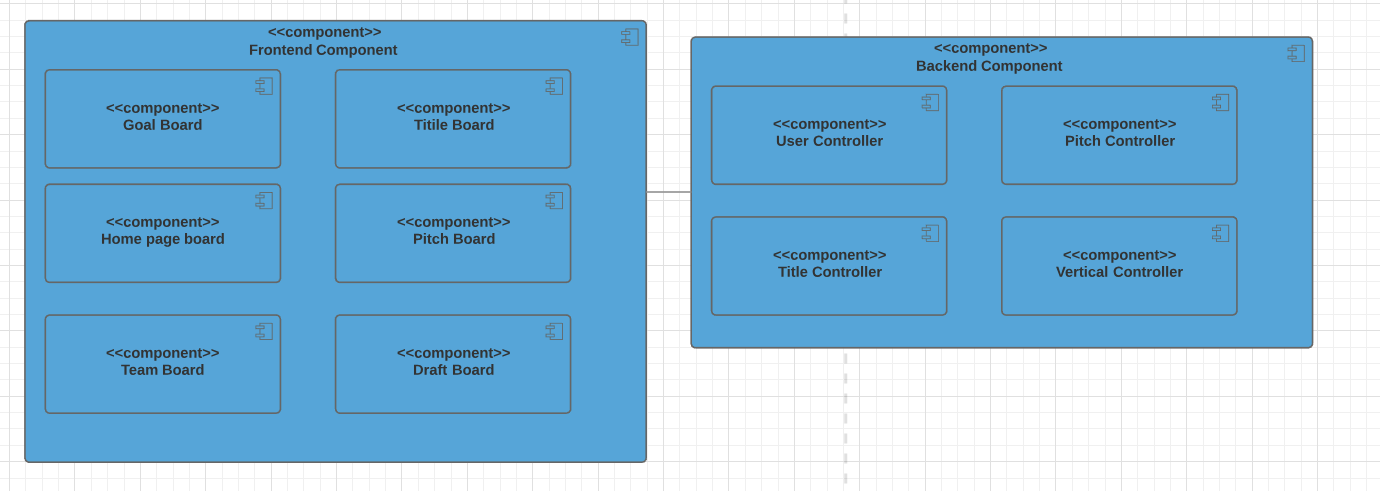 <<component>>
Frontend Component
<<component>>
Goal Board
<<component>>
Titile Board
<<component>>
Home page board
<<component>>
Pitch Board
<<component>>
Team Board
<<component>>
Draft Board
<<component>>
Backend Component
<<component>>
User Controller
<<component>>
Pitch Controller
<<component>>
Title Controller
<<component>>
Vertical Controller